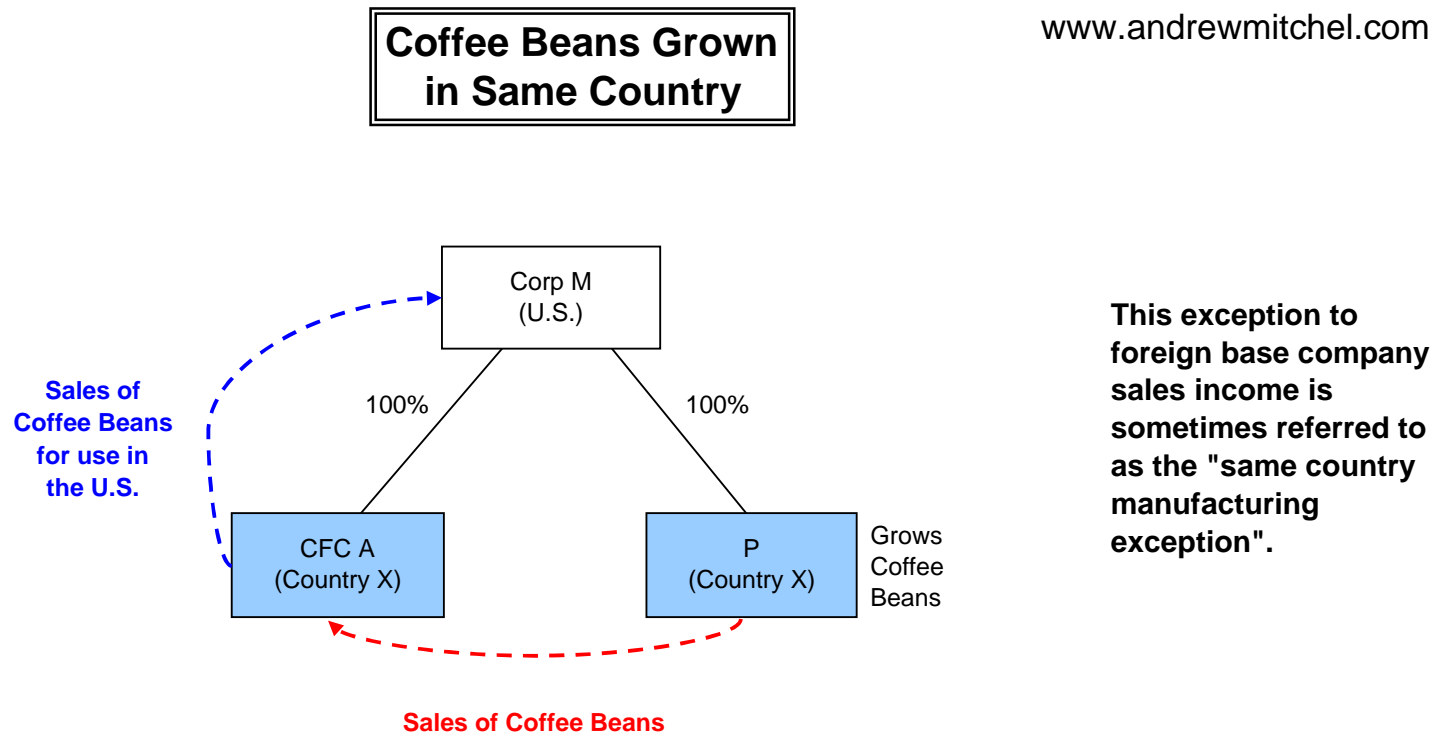 Coffee Beans Grown
in Same Country
www.andrewmitchel.com
Corp M
(U.S.)
This exception to
foreign base company
sales income is
sometimes referred to
as the "same country
manufacturing
exception".
Sales of
Coffee Beans
for use in
the U.S.
100%
100%
CFC A
(Country X)
P
(Country X)
Grows
Coffee
Beans
Sales of Coffee Beans